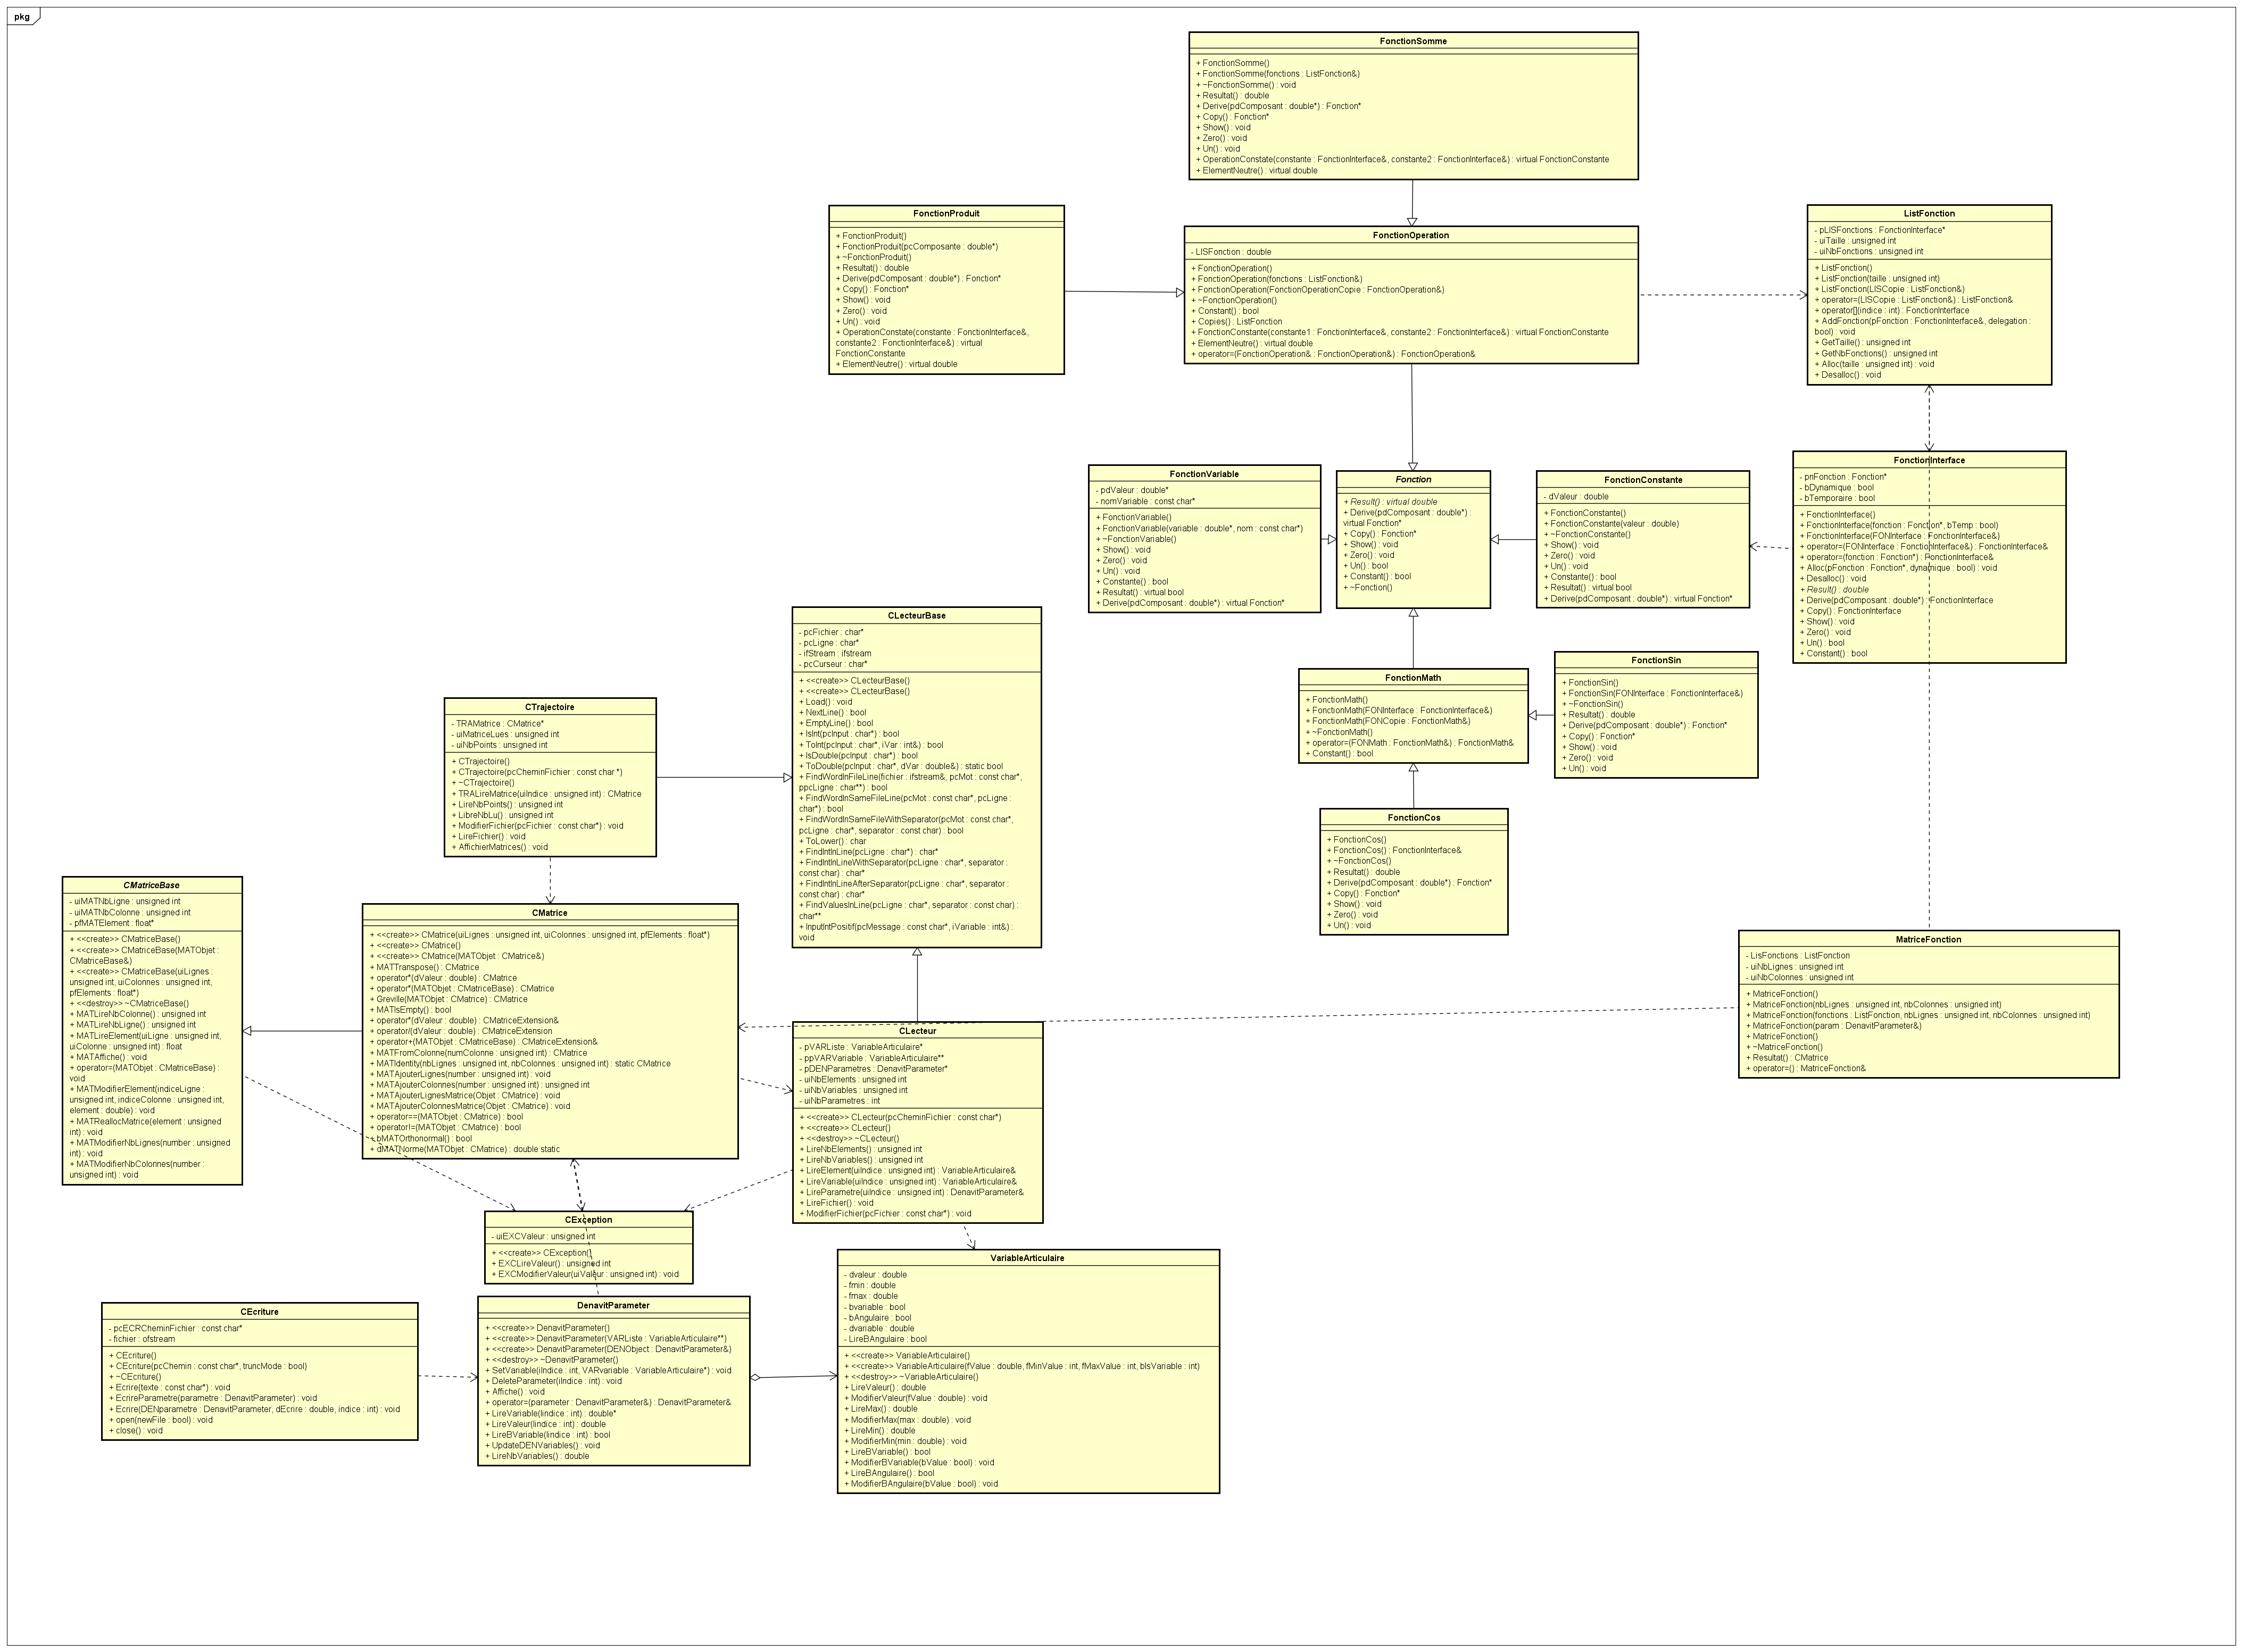 pkg
FonctionSomme
+ FonctionSomme()
+ FonctionSomme(fonctions : ListFonction&)
+ ~FonctionSomme() : void
+ Resultat() : double
+ Derive(pdComposant : double*) : Fonction*
+ Copy() : Fonction*
+ Show() : void
+ Zero() : void
+ Un() : void
+ OperationConstate(constante : FonctionInterface&, constante2 : FonctionInterface&) : virtual FonctionConstante
+ ElementNeutre() : virtual double
FonctionProduit
+ FonctionProduit()
+ FonctionProduit(pcComposante : double*)
+ ~FonctionProduit()
+ Resultat() : double
+ Derive(pdComposant : double*) : Fonction*
+ Copy() : Fonction*
+ Show() : void
+ Zero() : void
+ Un() : void
+ OperationConstate(constante : FonctionInterface&,
constante2 : FonctionInterface&) : virtual
FonctionConstante
+ ElementNeutre() : virtual double
FonctionOperation
- LISFonction : double
+ FonctionOperation()
+ FonctionOperation(fonctions : ListFonction&)
+ FonctionOperation(FonctionOperationCopie : FonctionOperation&)
+ ~FonctionOperation()
+ Constant() : bool
+ Copies() : ListFonction
+ FonctionConstante(constante1 : FonctionInterface&, constante2 : FonctionInterface&) : virtual FonctionConstante
+ ElementNeutre() : virtual double
+ operator=(FonctionOperation& : FonctionOperation&) : FonctionOperation&
ListFonction
- pLISFonctions : FonctionInterface*
- uiTaille : unsigned int
- uiNbFonctions : unsigned int
+ ListFonction()
+ ListFonction(taille : unsigned int)
+ ListFonction(LISCopie : ListFonction&)
+ operator=(LISCopie : ListFonction&) : ListFonction&
+ operator[](indice : int) : FonctionInterface
+ AddFonction(pFonction : FonctionInterface&, delegation :
bool) : void
+ GetTaille() : unsigned int
+ GetNbFonctions() : unsigned int
+ Alloc(taille : unsigned int) : void
+ Desalloc() : void
FonctionVariable
- pdValeur : double*
- nomVariable : const char*
+ FonctionVariable()
+ FonctionVariable(variable : double*, nom : const char*)
+ ~FonctionVariable()
+ Show() : void
+ Zero() : void
+ Un() : void
+ Constante() : bool
+ Resultat() : virtual bool
+ Derive(pdComposant : double*) : virtual Fonction*
Fonction
+ Result() : virtual double
+ Derive(pdComposant : double*) :
virtual Fonction*
+ Copy() : Fonction*
+ Show() : void
+ Zero() : void
+ Un() : bool
+ Constant() : bool
+ ~Fonction()
FonctionConstante
- dValeur : double
+ FonctionConstante()
+ FonctionConstante(valeur : double)
+ ~FonctionConstante()
+ Show() : void
+ Zero() : void
+ Un() : void
+ Constante() : bool
+ Resultat() : virtual bool
+ Derive(pdComposant : double*) : virtual Fonction*
FonctionInterface
- pnFonction : Fonction*
- bDynamique : bool
- bTemporaire : bool
+ FonctionInterface()
+ FonctionInterface(fonction : Fonction*, bTemp : bool)
+ FonctionInterface(FONInterface : FonctionInterface&)
+ operator=(FONInterface : FonctionInterface&) : FonctionInterface&
+ operator=(fonction : Fonction*) : FonctionInterface&
+ Alloc(pFonction : Fonction*, dynamique : bool) : void
+ Desalloc() : void
+ Result() : double
+ Derive(pdComposant : double*) : FonctionInterface
+ Copy() : FonctionInterface
+ Show() : void
+ Zero() : void
+ Un() : bool
+ Constant() : bool
FonctionMath
+ FonctionMath()
+ FonctionMath(FONInterface : FonctionInterface&)
+ FonctionMath(FONCopie : FonctionMath&)
+ ~FonctionMath()
+ operator=(FONMath : FonctionMath&) : FonctionMath&
+ Constant() : bool
FonctionSin
+ FonctionSin()
+ FonctionSin(FONInterface : FonctionInterface&)
+ ~FonctionSin()
+ Resultat() : double
+ Derive(pdComposant : double*) : Fonction*
+ Copy() : Fonction*
+ Show() : void
+ Zero() : void
+ Un() : void
FonctionCos
+ FonctionCos()
+ FonctionCos() : FonctionInterface&
+ ~FonctionCos()
+ Resultat() : double
+ Derive(pdComposant : double*) : Fonction*
+ Copy() : Fonction*
+ Show() : void
+ Zero() : void
+ Un() : void
CLecteurBase
- pcFichier : char*
- pcLigne : char*
- ifStream : ifstream
- pcCurseur : char*
+ <<create>> CLecteurBase()
+ <<create>> CLecteurBase()
+ Load() : void
+ NextLine() : bool
+ EmptyLine() : bool
+ IsInt(pcInput : char*) : bool
+ ToInt(pcInput : char*, iVar : int&) : bool
+ IsDouble(pcInput : char*) : bool
+ ToDouble(pcInput : char*, dVar : double&) : static bool
+ FindWordInFileLine(fichier : ifstream&, pcMot : const char*,
ppcLigne : char**) : bool
+ FindWordInSameFileLine(pcMot : const char*, pcLigne :
char*) : bool
+ FindWordInSameFileWithSeparator(pcMot : const char*,
pcLigne : char*, separator : const char) : bool
+ ToLower() : char
+ FindIntInLine(pcLigne : char*) : char*
+ FindIntInLineWithSeparator(pcLigne : char*, separator :
const char) : char*
+ FindIntInLineAfterSeparator(pcLigne : char*, separator :
const char) : char*
+ FindValuesInLine(pcLigne : char*, separator : const char) :
char**
+ InputIntPositif(pcMessage : const char*, iVariable : int&) :
void
CTrajectoire
- TRAMatrice : CMatrice*
- uiMatriceLues : unsigned int
- uiNbPoints : unsigned int
+ CTrajectoire()
+ CTrajectoire(pcCheminFichier : const char *)
+ ~CTrajectoire()
+ TRALireMatrice(uiIndice : unsigned int) : CMatrice
+ LireNbPoints() : unsigned int
+ LibreNbLu() : unsigned int
+ ModifierFichier(pcFichier : const char*) : void
+ LireFichier() : void
+ AffichierMatrices() : void
CMatriceBase
- uiMATNbLigne : unsigned int
- uiMATNbColonne : unsigned int
- pfMATElement : float*
+ <<create>> CMatriceBase()
+ <<create>> CMatriceBase(MATObjet :
CMatriceBase&)
+ <<create>> CMatriceBase(uiLignes :
unsigned int, uiColonnes : unsigned int,
pfElements : float*)
+ <<destroy>> ~CMatriceBase()
+ MATLireNbColonne() : unsigned int
+ MATLireNbLigne() : unsigned int
+ MATLireElement(uiLigne : unsigned int,
uiColonne : unsigned int) : float
+ MATAffiche() : void
+ operator=(MATObjet : CMatriceBase) :
void
+ MATModifierElement(indiceLigne :
unsigned int, indiceColonne : unsigned int,
element : double) : void
+ MATReallocMatrice(element : unsigned
int) : void
+ MATModifierNbLignes(number : unsigned
int) : void
+ MATModifierNbColonnes(number :
unsigned int) : void
CMatrice
+ <<create>> CMatrice(uiLignes : unsigned int, uiColonnes : unsigned int, pfElements : float*)
+ <<create>> CMatrice()
+ <<create>> CMatrice(MATObjet : CMatrice&)
+ MATTranspose() : CMatrice
+ operator*(dValeur : double) : CMatrice
+ operator*(MATObjet : CMatriceBase) : CMatrice
+ Greville(MATObjet : CMatrice) : CMatrice
+ MATIsEmpty() : bool
+ operator*(dValeur : double) : CMatriceExtension&
+ operator/(dValeur : double) : CMatriceExtension
+ operator+(MATObjet : CMatriceBase) : CMatriceExtension&
+ MATFromColonne(numColonne : unsigned int) : CMatrice
+ MATIdentity(nbLignes : unsigned int, nbColonnes : unsigned int) : static CMatrice
+ MATAjouterLignes(number : unsigned int) : void
+ MATAjouterColonnes(number : unsigned int) : unsigned int
+ MATAjouterLignesMatrice(Objet : CMatrice) : void
+ MATAjouterColonnesMatrice(Objet : CMatrice) : void
+ operator==(MATObjet : CMatrice) : bool
+ operator!=(MATObjet : CMatrice) : bool
+ bMATOrthonormal() : bool
+ dMATNorme(MATObjet : CMatrice) : double static
CLecteur
- pVARListe : VariableArticulaire*
- ppVARVariable : VariableArticulaire**
- pDENParametres : DenavitParameter*
- uiNbElements : unsigned int
- uiNbVariables : unsigned int
- uiNbParametres : int
+ <<create>> CLecteur(pcCheminFichier : const char*)
+ <<create>> CLecteur()
+ <<destroy>> ~CLecteur()
+ LireNbElements() : unsigned int
+ LireNbVariables() : unsigned int
+ LireElement(uiIndice : unsigned int) : VariableArticulaire&
+ LireVariable(uiIndice : unsigned int) : VariableArticulaire&
+ LireParametre(uiIndice : unsigned int) : DenavitParameter&
+ LireFichier() : void
+ ModifierFichier(pcFichier : const char*) : void
MatriceFonction
- LisFonctions : ListFonction
- uiNbLignes : unsigned int
- uiNbColonnes : unsigned int
+ MatriceFonction()
+ MatriceFonction(nbLignes : unsigned int, nbColonnes : unsigned int)
+ MatriceFonction(fonctions : ListFonction, nbLignes : unsigned int, nbColonnes : unsigned int)
+ MatriceFonction(param : DenavitParameter&)
+ MatriceFonction()
+ ~MatriceFonction()
+ Resultat() : CMatrice
+ operator=() : MatriceFonction&
CException
- uiEXCValeur : unsigned int
+ <<create>> CException()
+ EXCLireValeur() : unsigned int
+ EXCModifierValeur(uiValeur : unsigned int) : void
CEcriture
- pcECRCheminFichier : const char*
- fichier : ofstream
+ CEcriture()
+ CEcriture(pcChemin : const char*, truncMode : bool)
+ ~CEcriture()
+ Ecrire(texte : const char*) : void
+ EcrireParametre(parametre : DenavitParameter) : void
+ Ecrire(DENparametre : DenavitParameter, dEcrire : double, indice : int) : void
+ open(newFile : bool) : void
+ close() : void
DenavitParameter
+ <<create>> DenavitParameter()
+ <<create>> DenavitParameter(VARListe : VariableArticulaire**)
+ <<create>> DenavitParameter(DENObject : DenavitParameter&)
+ <<destroy>> ~DenavitParameter()
+ SetVariable(iIndice : int, VARvariable : VariableArticulaire*) : void
+ DeleteParameter(iIndice : int) : void
+ Affiche() : void
+ operator=(parameter : DenavitParameter&) : DenavitParameter&
+ LireVariable(Iindice : int) : double*
+ LireValeur(Iindice : int) : double
+ LireBVariable(Iindice : int) : bool
+ UpdateDENVariables() : void
+ LireNbVariables() : double
VariableArticulaire
- dvaleur : double
- fmin : double
- fmax : double
- bvariable : bool
- bAngulaire : bool
- dvariable : double
- LireBAngulaire : bool
+ <<create>> VariableArticulaire()
+ <<create>> VariableArticulaire(fValue : double, fMinValue : int, fMaxValue : int, bIsVariable : int)
+ <<destroy>> ~VariableArticulaire()
+ LireValeur() : double
+ ModifierValeur(fValue : double) : void
+ LireMax() : double
+ ModifierMax(max : double) : void
+ LireMin() : double
+ ModifierMin(min : double) : void
+ LireBVariable() : bool
+ ModifierBVariable(bValue : bool) : void
+ LireBAngulaire() : bool
+ ModifierBAngulaire(bValue : bool) : void